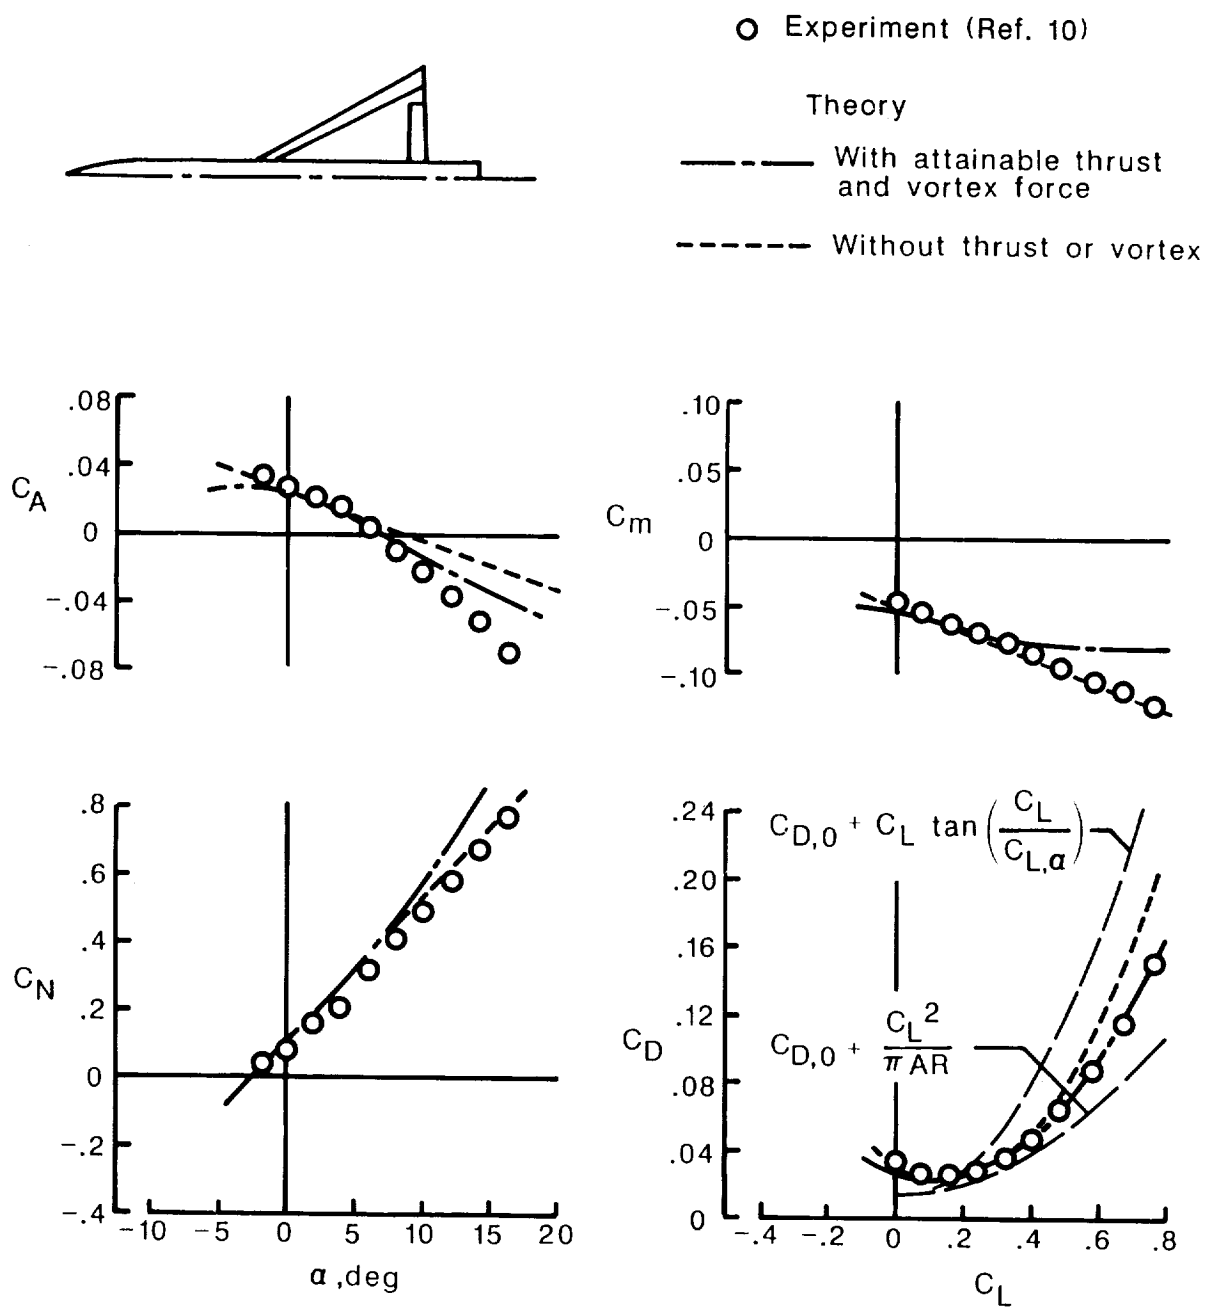 Experiment (Ref. 10)
Theory
With attainable thrust
and vortex force
Without thrust or vortex
.08
.04
0
-.04
-.08
C_A
.10
.05
0
-.05
-.10
C_m
.8
.6
.4
.2
0
-.2
-.4
C_N
-10 -5 0 5 10 15 20
α, deg
.24
.20
.16
.12
.08
.04
0
C_D
C_D,0 + C_L tan(C_L / C_L,α)
C_D,0 + C_L² / π AR
-.4 -.2 0 .2 .4 .6 .8
C_L